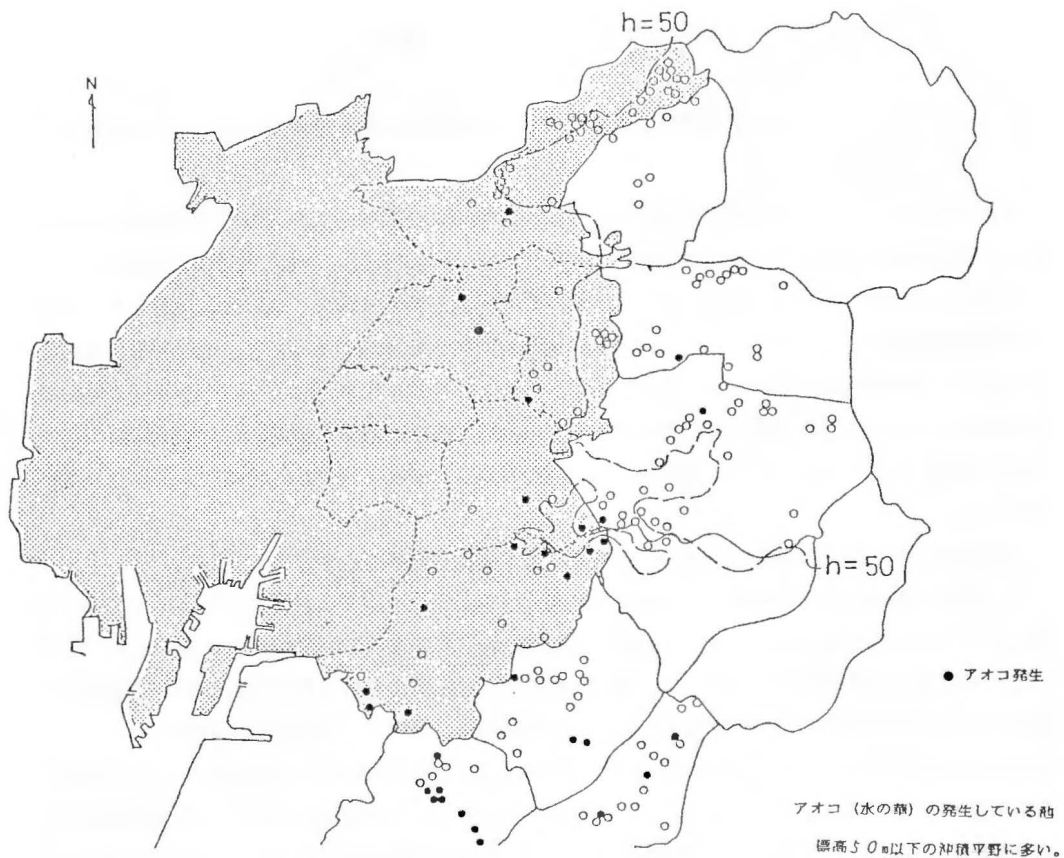 h=50
N
h=50
● アオコ発生
アオコ (水の華) の発生している池
標高50m以下の沖積平野に多い。